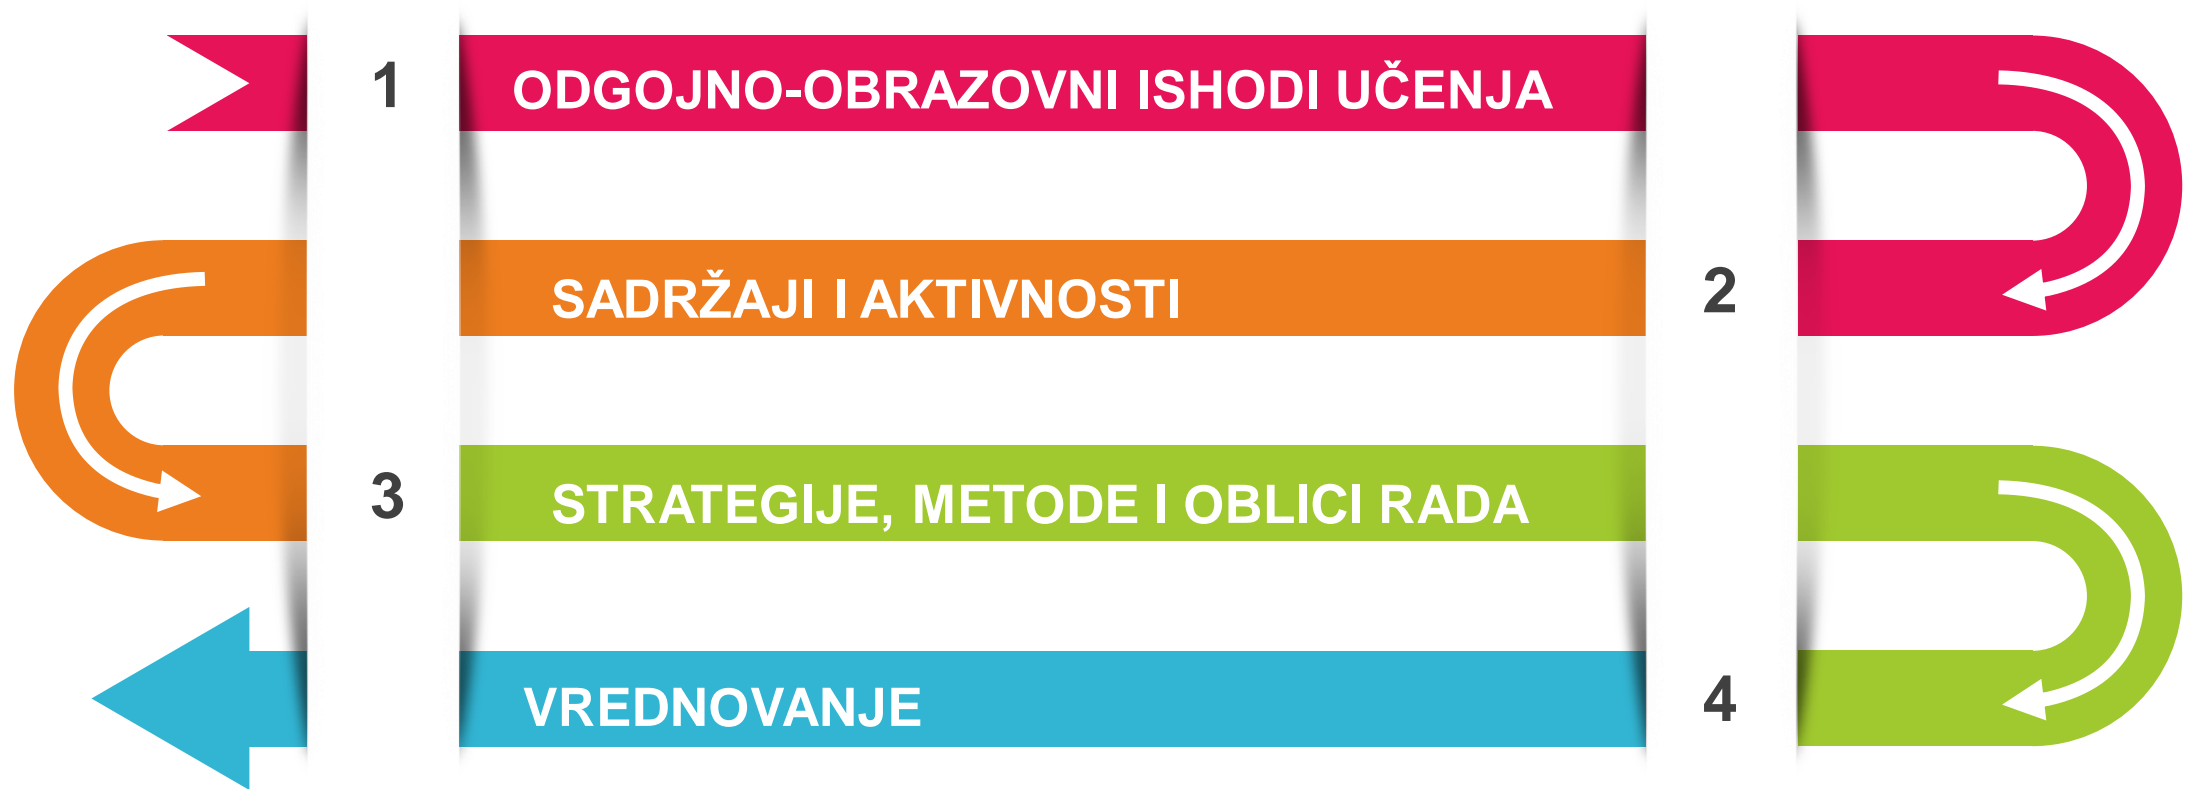 1 ODGOJNO-OBRAZOVNI ISHODI UČENJA
SADRŽAJI I AKTIVNOSTI 2
3 STRATEGIJE, METODE I OBLICI RADA
VREDNOVANJE 4